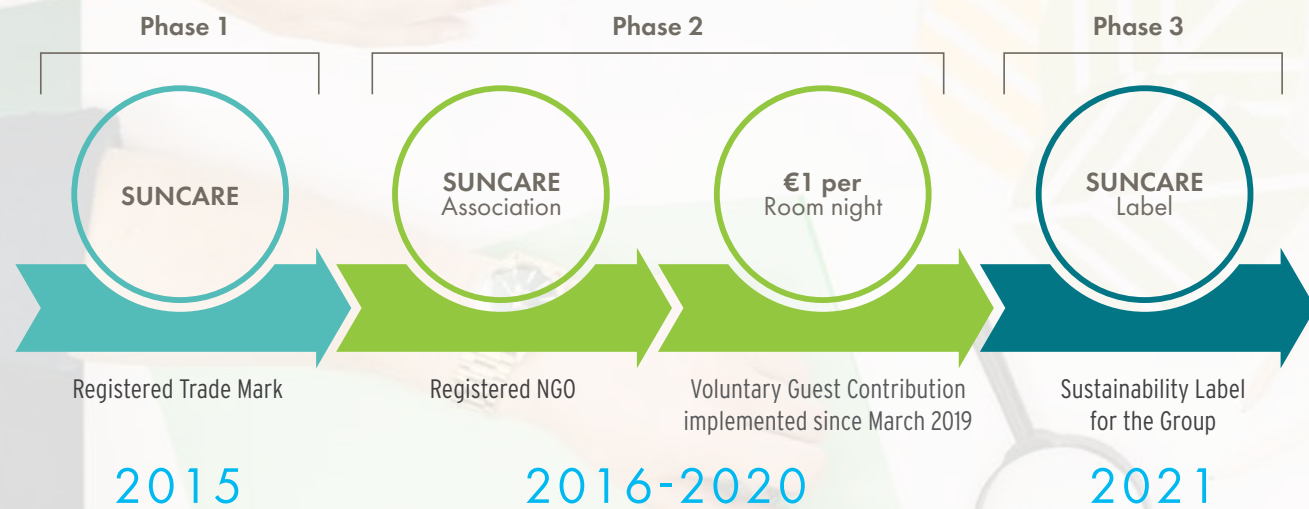 Phase 1
Phase 2
Phase 3
SUNCARE
SUNCARE
Association
€1 per
Room night
SUNCARE
Label
Registered Trade Mark
Registered NGO
Voluntary Guest Contribution
implemented since March 2019
Sustainability Label
for the Group
2015
2016-2020
2021